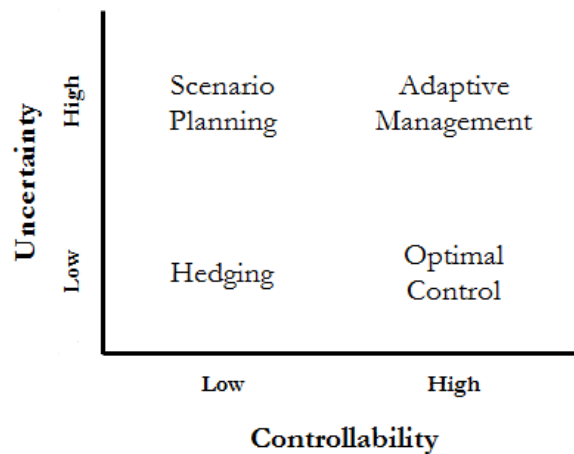 Uncertainty
High
Low
Scenario
Planning
Adaptive
Management
Hedging
Optimal
Control
Low
High
Controllability